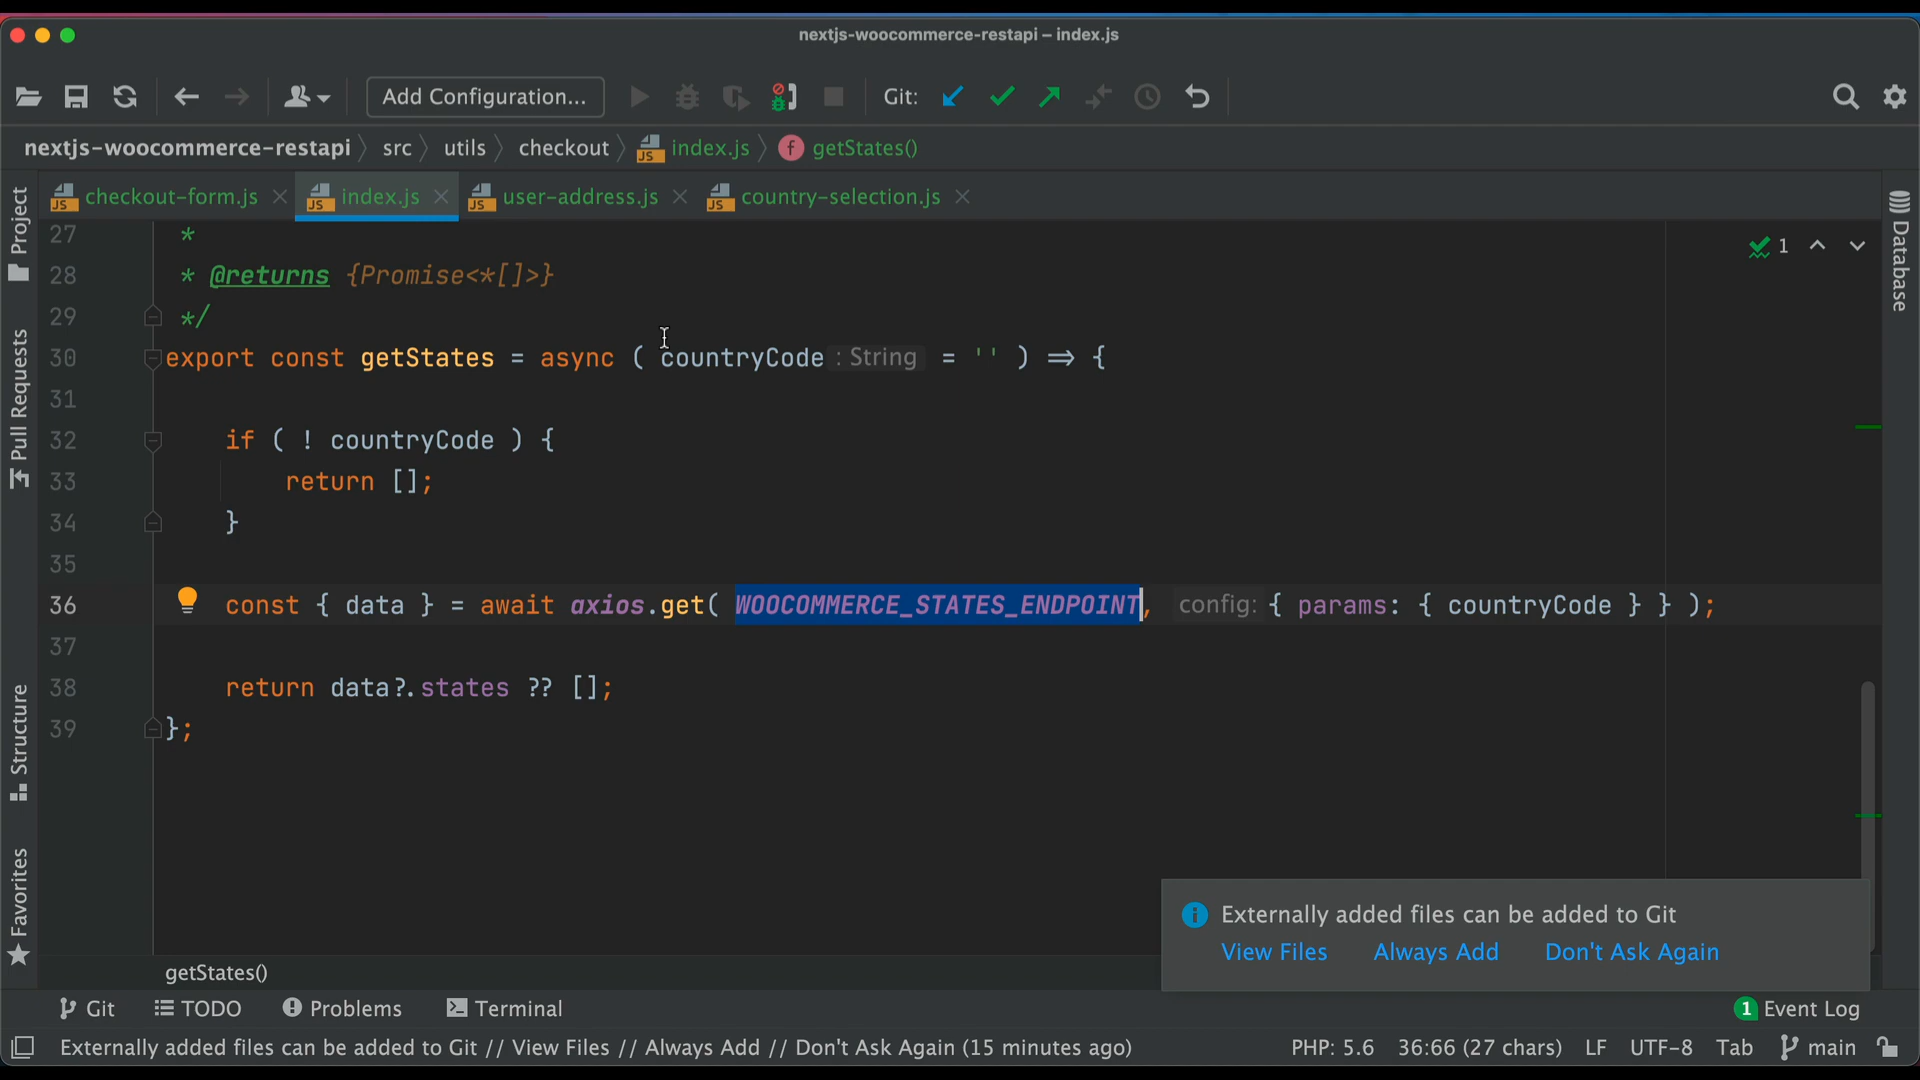 nextjs-woocommerce-restapi – index.js
Add Configuration... Git:
nextjs-woocommerce-restapi src utils checkout JS index.js f getStates()
JS checkout-form.js JS index.js JS user-address.js JS country-selection.js
Project
Pull Requests
Structure
Favorites
Database
1
27 *
28 * @returns {Promise<*[]>}
29 */
30 export const getStates = async ( countryCode : String = '' ) => {
31
32 if ( ! countryCode ) {
33 return [];
34 }
35
36 const { data } = await axios.get( WOOCOMMERCE_STATES_ENDPOINT, config: { params: { countryCode } } );
37
38 return data?.states ?? [];
39 };
Externally added files can be added to Git
View Files Always Add Don't Ask Again
getStates()
Git TODO Problems Terminal 1 Event Log
Externally added files can be added to Git // View Files // Always Add // Don't Ask Again (15 minutes ago) PHP: 5.6 36:66 (27 chars) LF UTF-8 Tab main